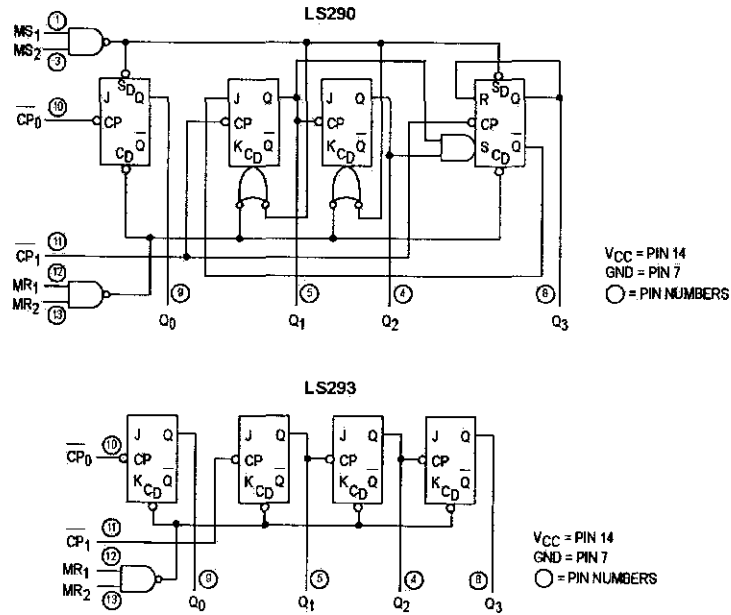 LS290
MS1
1
MS2
3
CP0
10
J SD Q
CP
Q
CD
J Q
CP
K CD Q
J Q
CP
K CD Q
R SD Q
CP
S CD Q
CP1
11
MR1
12
MR2
13
9
5
4
8
Q0 Q1 Q2 Q3
VCC = PIN 14
GND = PIN 7
= PIN NUMBERS
LS293
CP0
10
J Q
CP
K CD Q
J Q
CP
K CD Q
J Q
CP
K CD Q
J Q
CP
K CD Q
CP1
11
MR1
12
MR2
13
9
5
4
8
Q0 Q1 Q2 Q3
VCC = PIN 14
GND = PIN 7
= PIN NUMBERS